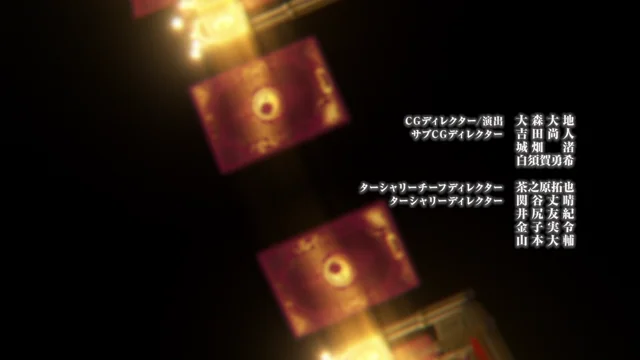 CGディレクター/演出 大森大地
サブCGディレクター 吉田尚人
城畑 渚
白須賀勇希
ターシャリーチーフディレクター 茶之原拓也
ターシャリーディレクター 関谷丈晴
井尻友紀
金子実令
山本大輔